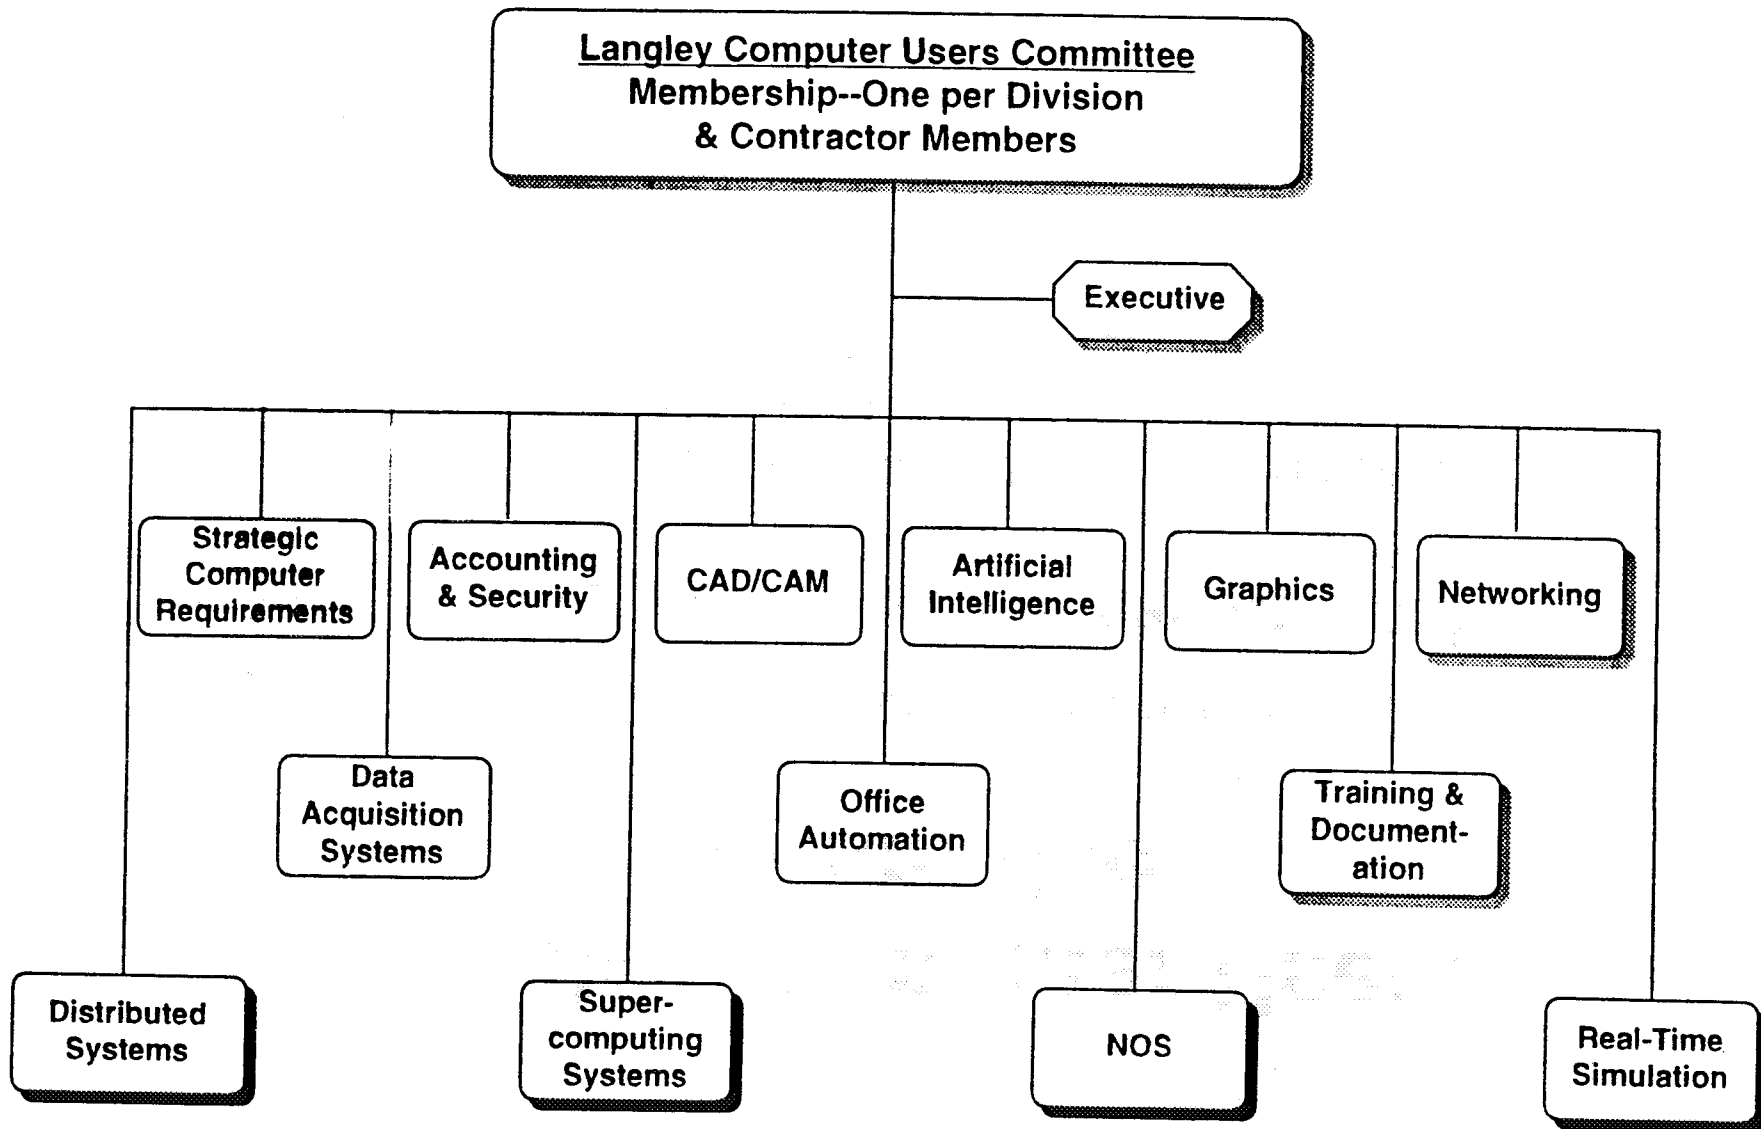 Langley Computer Users Committee
Membership--One per Division
& Contractor Members
Executive
Strategic
Computer
Requirements
Accounting
& Security
CAD/CAM
Artificial
Intelligence
Graphics
Networking
Data
Acquisition
Systems
Office
Automation
Training &
Document-
ation
Distributed
Systems
Super-
computing
Systems
NOS
Real-Time
Simulation